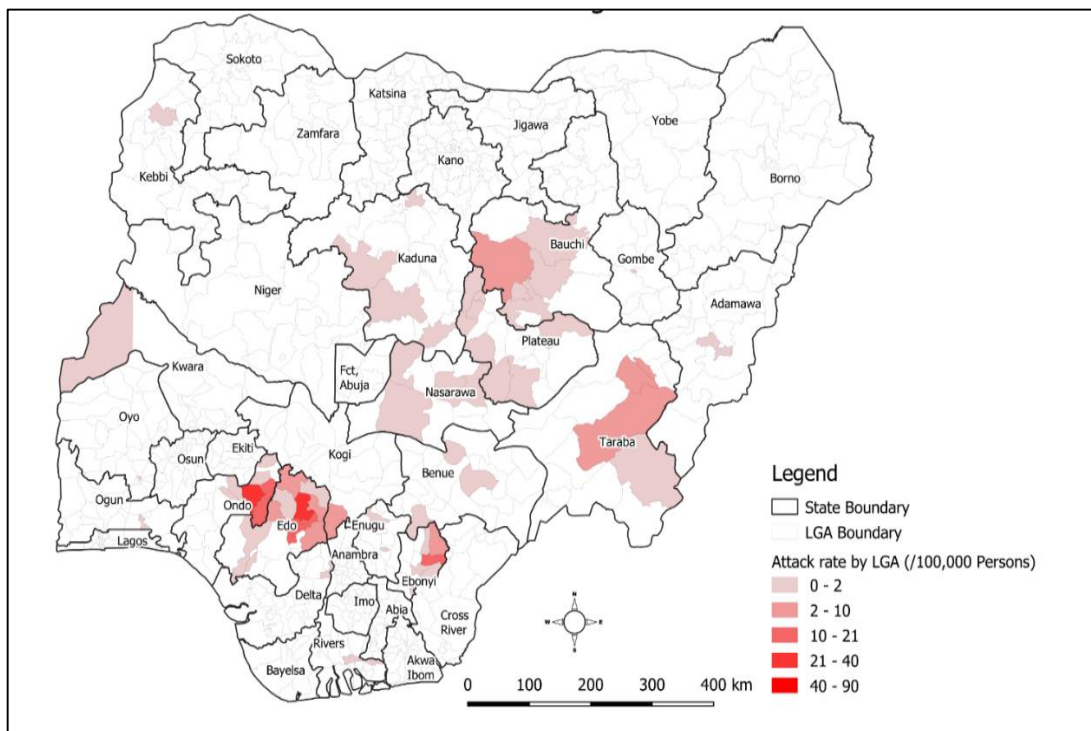 Sokoto
Katsina
Jigawa
Yobe
Zamfara
Kano
Borno
Kebbi
Bauchi
Kaduna
Gombe
Niger
Adamawa
Plateau
Kwara
Fct,
Abuja
Nasarawa
Oyo
Taraba
Ekiti
Kogi
Benue
Osun
Ogun
Ondo
Edo
Enugu
Lagos
Anambra
Ebonyi
Delta
Imo
Abia
Cross
River
Rivers
Bayelsa
Akwa
Ibom
N
W
E
S
0 100 200 300 400 km
Legend
State Boundary
LGA Boundary
Attack rate by LGA (/100,000 Persons)
0 - 2
2 - 10
10 - 21
21 - 40
40 - 90